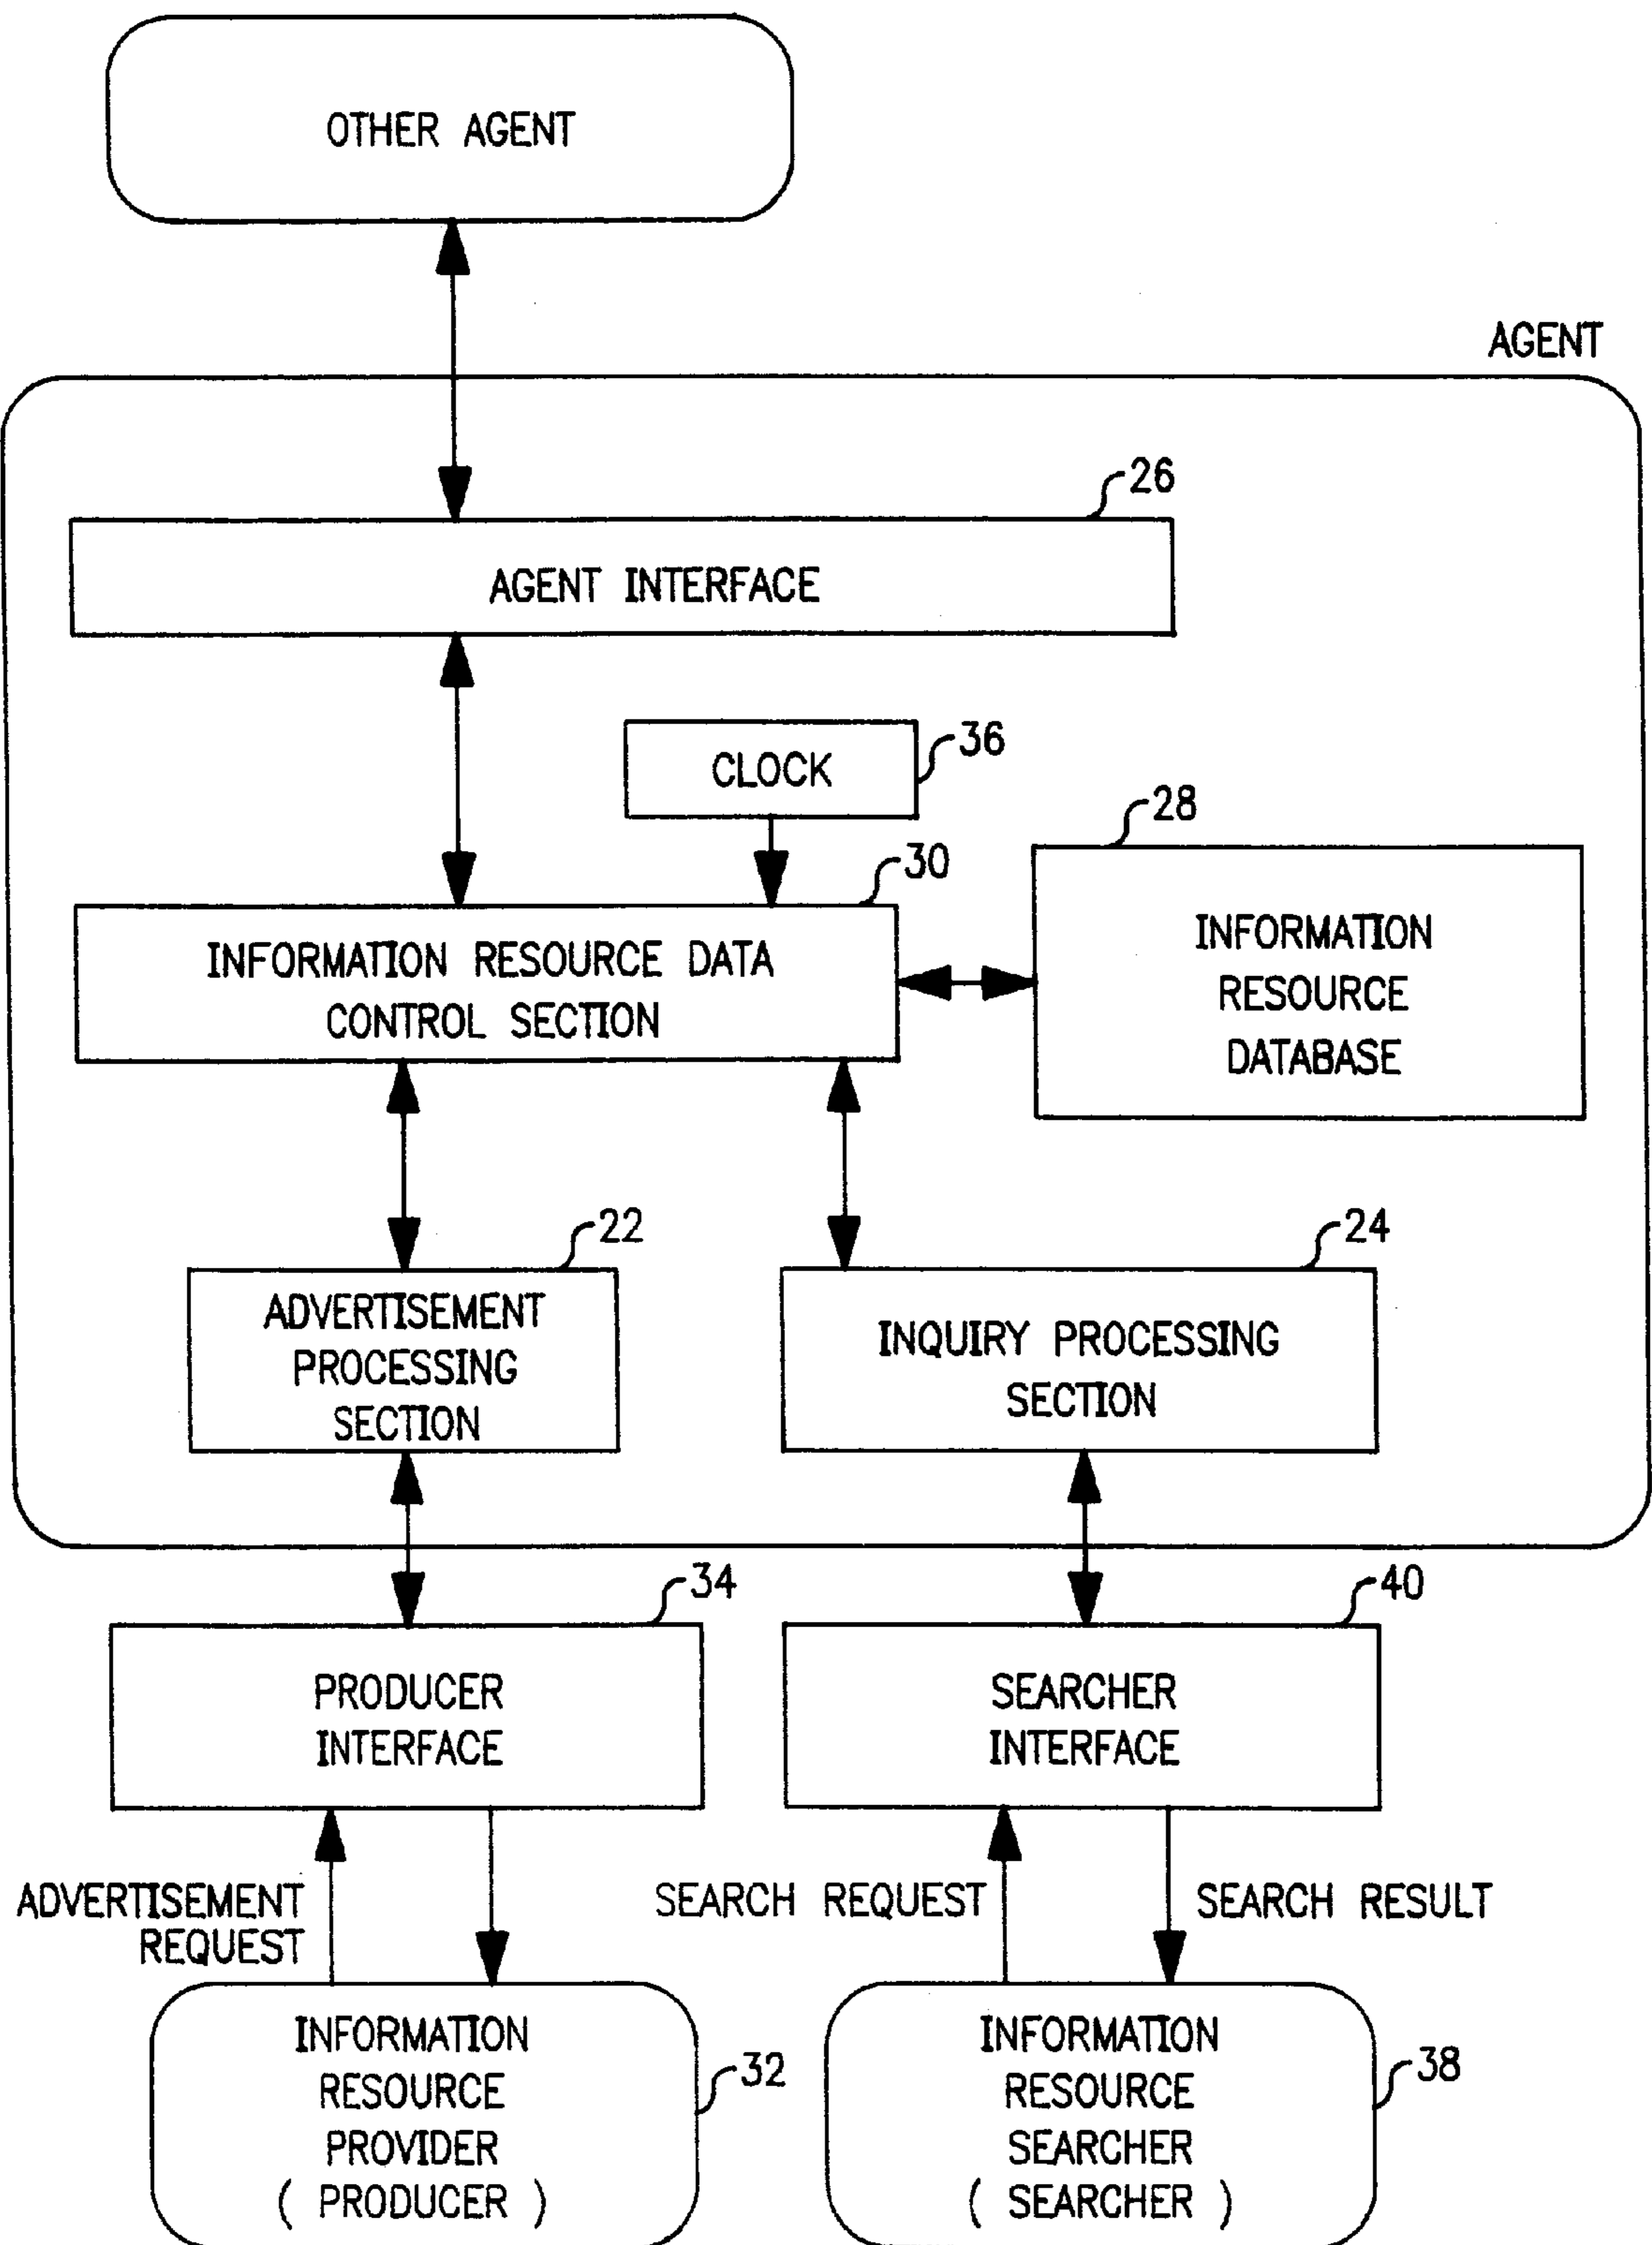 OTHER AGENT
AGENT
26
AGENT INTERFACE
36
CLOCK
28
30
INFORMATION RESOURCE DATA
CONTROL SECTION
INFORMATION
RESOURCE
DATABASE
22
24
ADVERTISEMENT
PROCESSING
SECTION
INQUIRY PROCESSING
SECTION
34
40
PRODUCER
INTERFACE
SEARCHER
INTERFACE
ADVERTISEMENT
REQUEST
SEARCH REQUEST
SEARCH RESULT
INFORMATION
RESOURCE
PROVIDER
( PRODUCER )
32
INFORMATION
RESOURCE
SEARCHER
( SEARCHER )
38